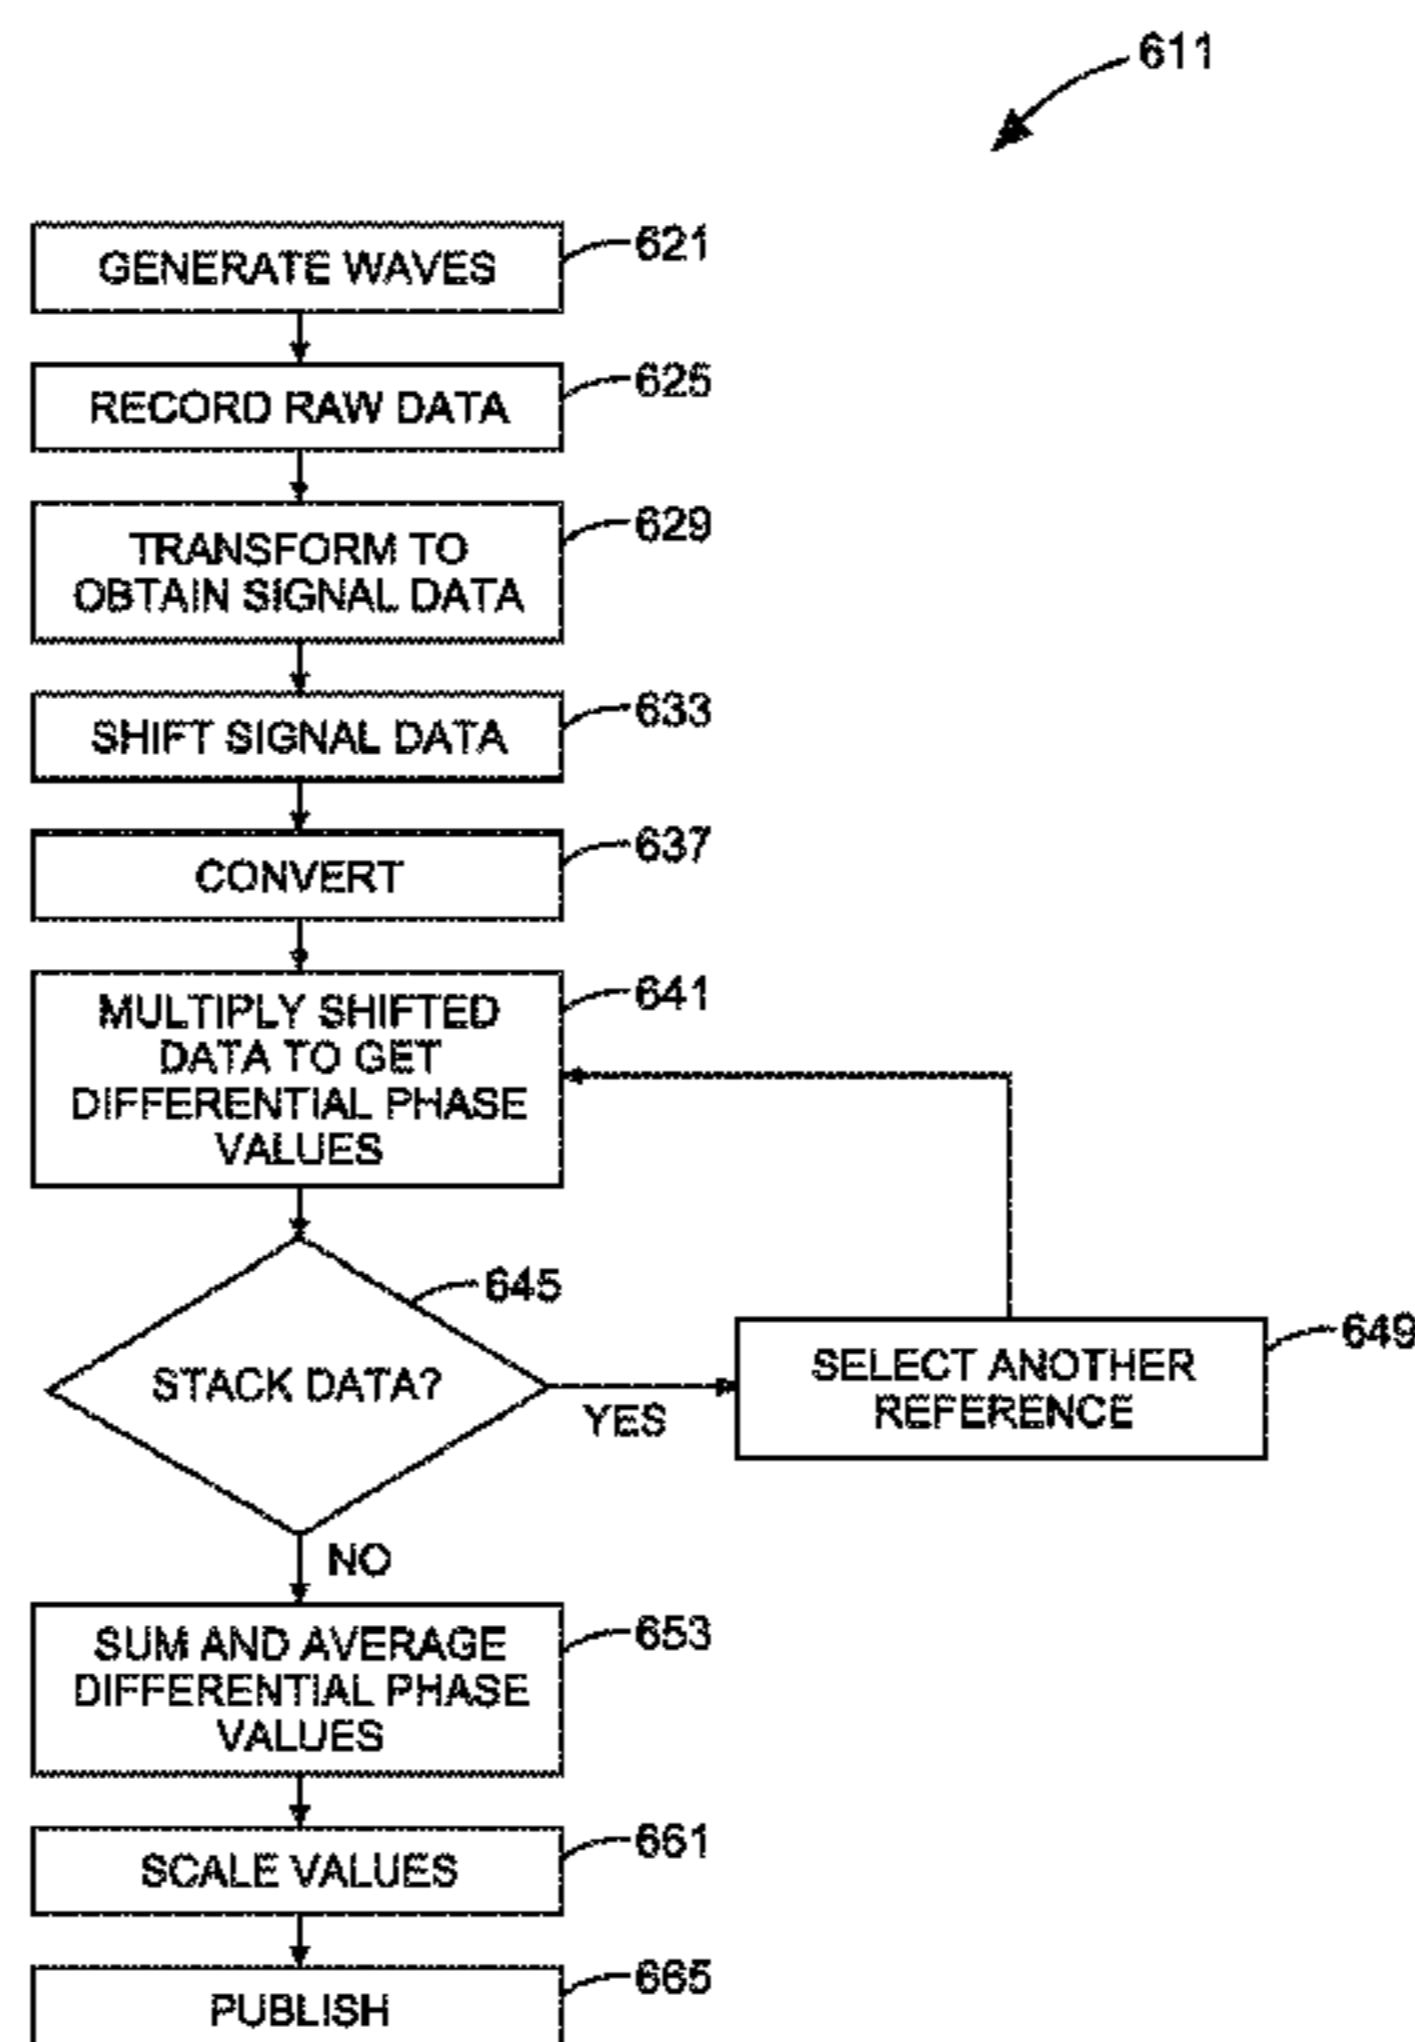 611
GENERATE WAVES
621
RECORD RAW DATA
625
TRANSFORM TO
OBTAIN SIGNAL DATA
629
SHIFT SIGNAL DATA
633
CONVERT
637
MULTIPLY SHIFTED
DATA TO GET
DIFFERENTIAL PHASE
VALUES
641
STACK DATA?
645
YES
SELECT ANOTHER
REFERENCE
649
NO
SUM AND AVERAGE
DIFFERENTIAL PHASE
VALUES
653
SCALE VALUES
661
PUBLISH
665